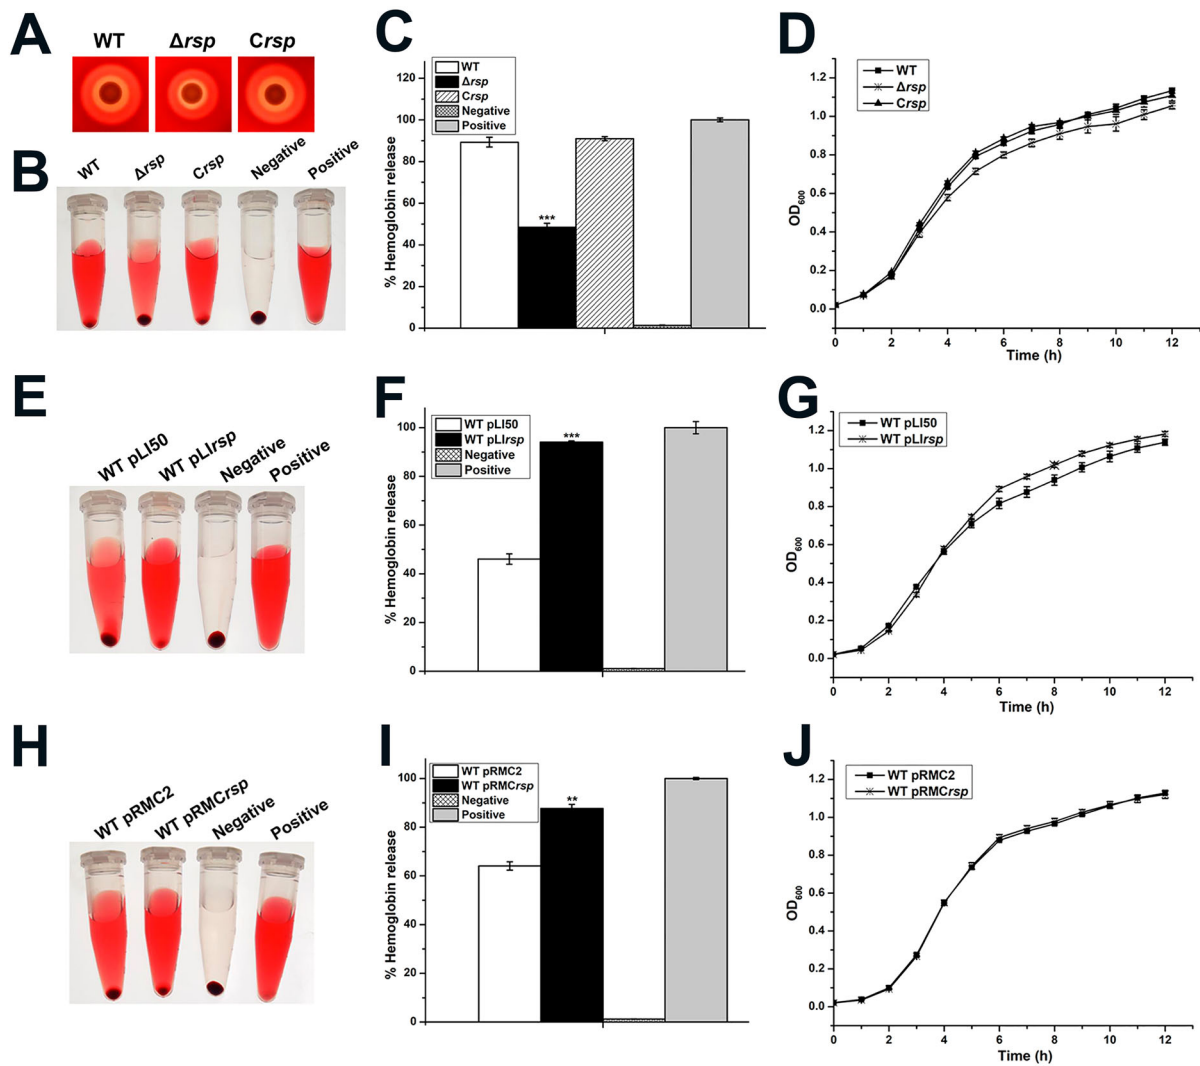 A
WT
Δrsp
Crsp
B
WT
Δrsp
Crsp
Negative
Positive
C
WT
Δrsp
Crsp
Negative
Positive
% Hemoglobin release
120
100
80
60
40
20
0
***
D
WT
Δrsp
Crsp
OD600
1.2
1.0
0.8
0.6
0.4
0.2
0.0
0 2 4 6 8 10 12
Time (h)
E
WT pLI50
WT pLIrsp
Negative
Positive
F
WT pLI50
WT pLIrsp
Negative
Positive
% Hemoglobin release
100
80
60
40
20
0
***
G
WT pLI50
WT pLIrsp
OD600
1.2
1.0
0.8
0.6
0.4
0.2
0.0
0 2 4 6 8 10 12
Time (h)
H
WT pRMC2
WT pRMCrsp
Negative
Positive
I
WT pRMC2
WT pRMCrsp
Negative
Positive
% Hemoglobin release
100
80
60
40
20
0
**
J
WT pRMC2
WT pRMCrsp
OD600
1.2
1.0
0.8
0.6
0.4
0.2
0.0
0 2 4 6 8 10 12
Time (h)